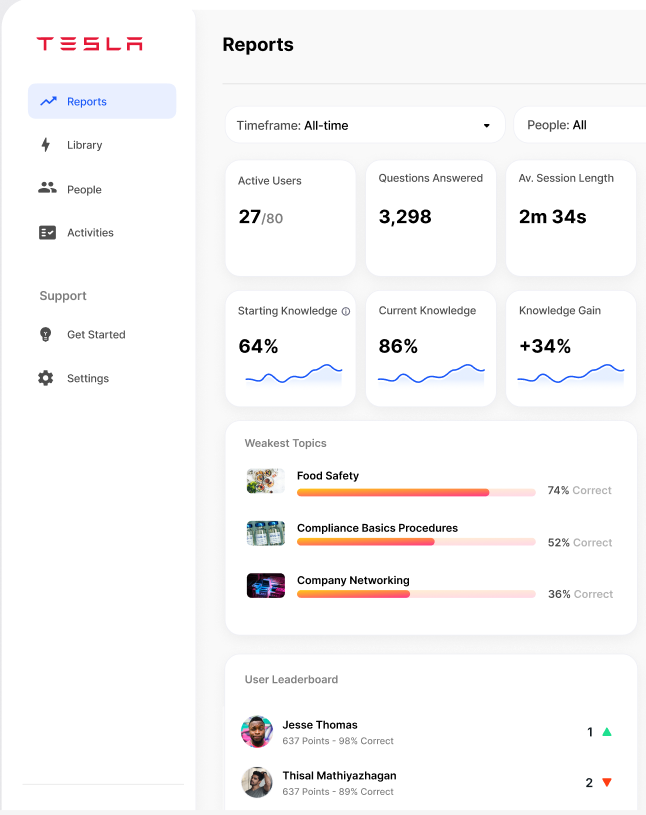 TESLA
Reports
Library
People
Activities
Support
Get Started
Settings
Reports
Timeframe: All-time
People: All
Active Users
27/80
Questions Answered
3,298
Av. Session Length
2m 34s
Starting Knowledge
64%
Current Knowledge
86%
Knowledge Gain
+34%
Weakest Topics
Food Safety
74% Correct
Compliance Basics Procedures
52% Correct
Company Networking
36% Correct
User Leaderboard
Jesse Thomas
637 Points - 98% Correct
1
Thisal Mathiyazhagan
637 Points - 89% Correct
2